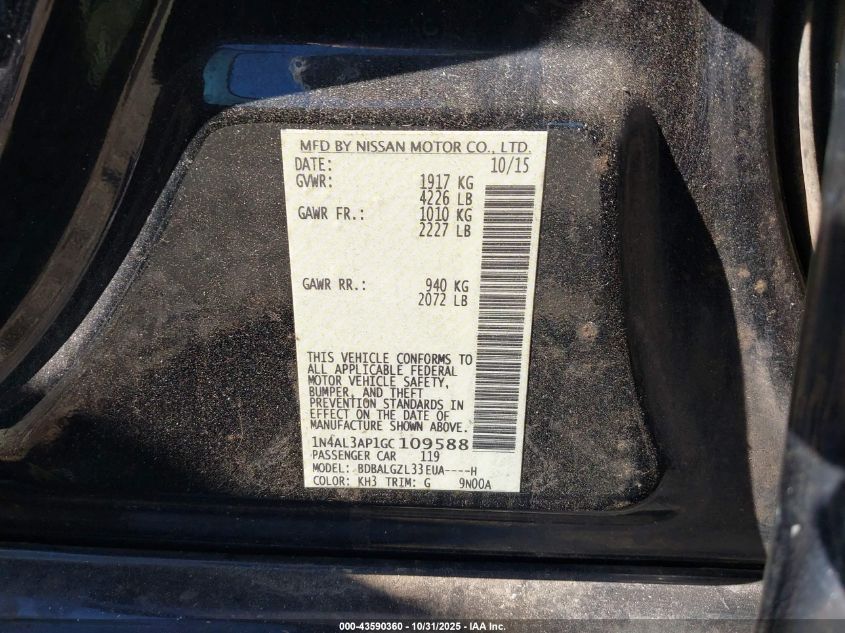 MFD BY NISSAN MOTOR CO., LTD.
DATE: 10/15
GVWR: 1917 KG
4226 LB
GAWR FR.: 1010 KG
2227 LB
GAWR RR.: 940 KG
2072 LB
THIS VEHICLE CONFORMS TO
ALL APPLICABLE FEDERAL
MOTOR VEHICLE SAFETY,
BUMPER, AND THEFT
PREVENTION STANDARDS IN
EFFECT ON THE DATE OF
MANUFACTURE SHOWN ABOVE.
1N4AL3AP1GC109588
PASSENGER CAR 119
MODEL: BDBALGZL33EUA----H
COLOR: KH3 TRIM: G 9N00A
000-43590360 - 10/31/2025 - IAA Inc.